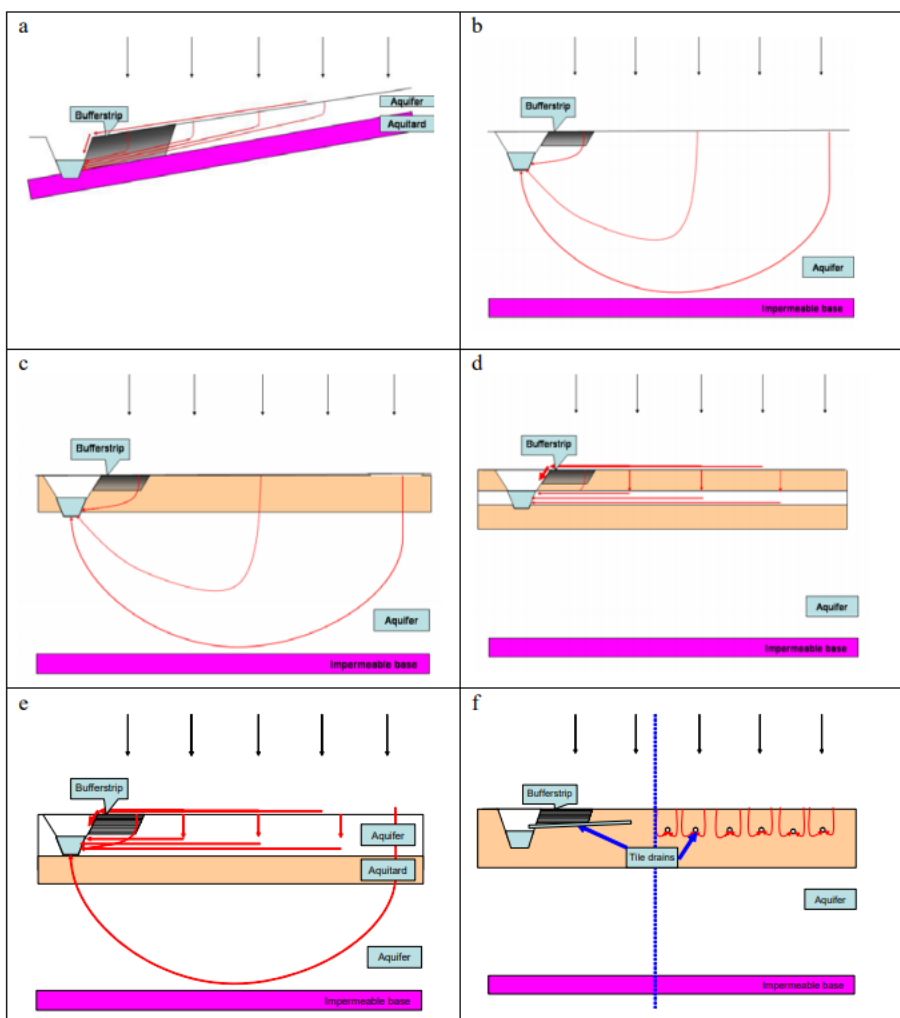 a
Bufferstrip
Aquifer
Aquitard
b
Bufferstrip
Aquifer
Impermeable base
c
Bufferstrip
Aquifer
Impermeable base
d
Bufferstrip
Aquifer
Impermeable base
e
Bufferstrip
Aquifer
Aquitard
Aquifer
Impermeable base
f
Bufferstrip
Tile drains
Aquifer
Impermeable base